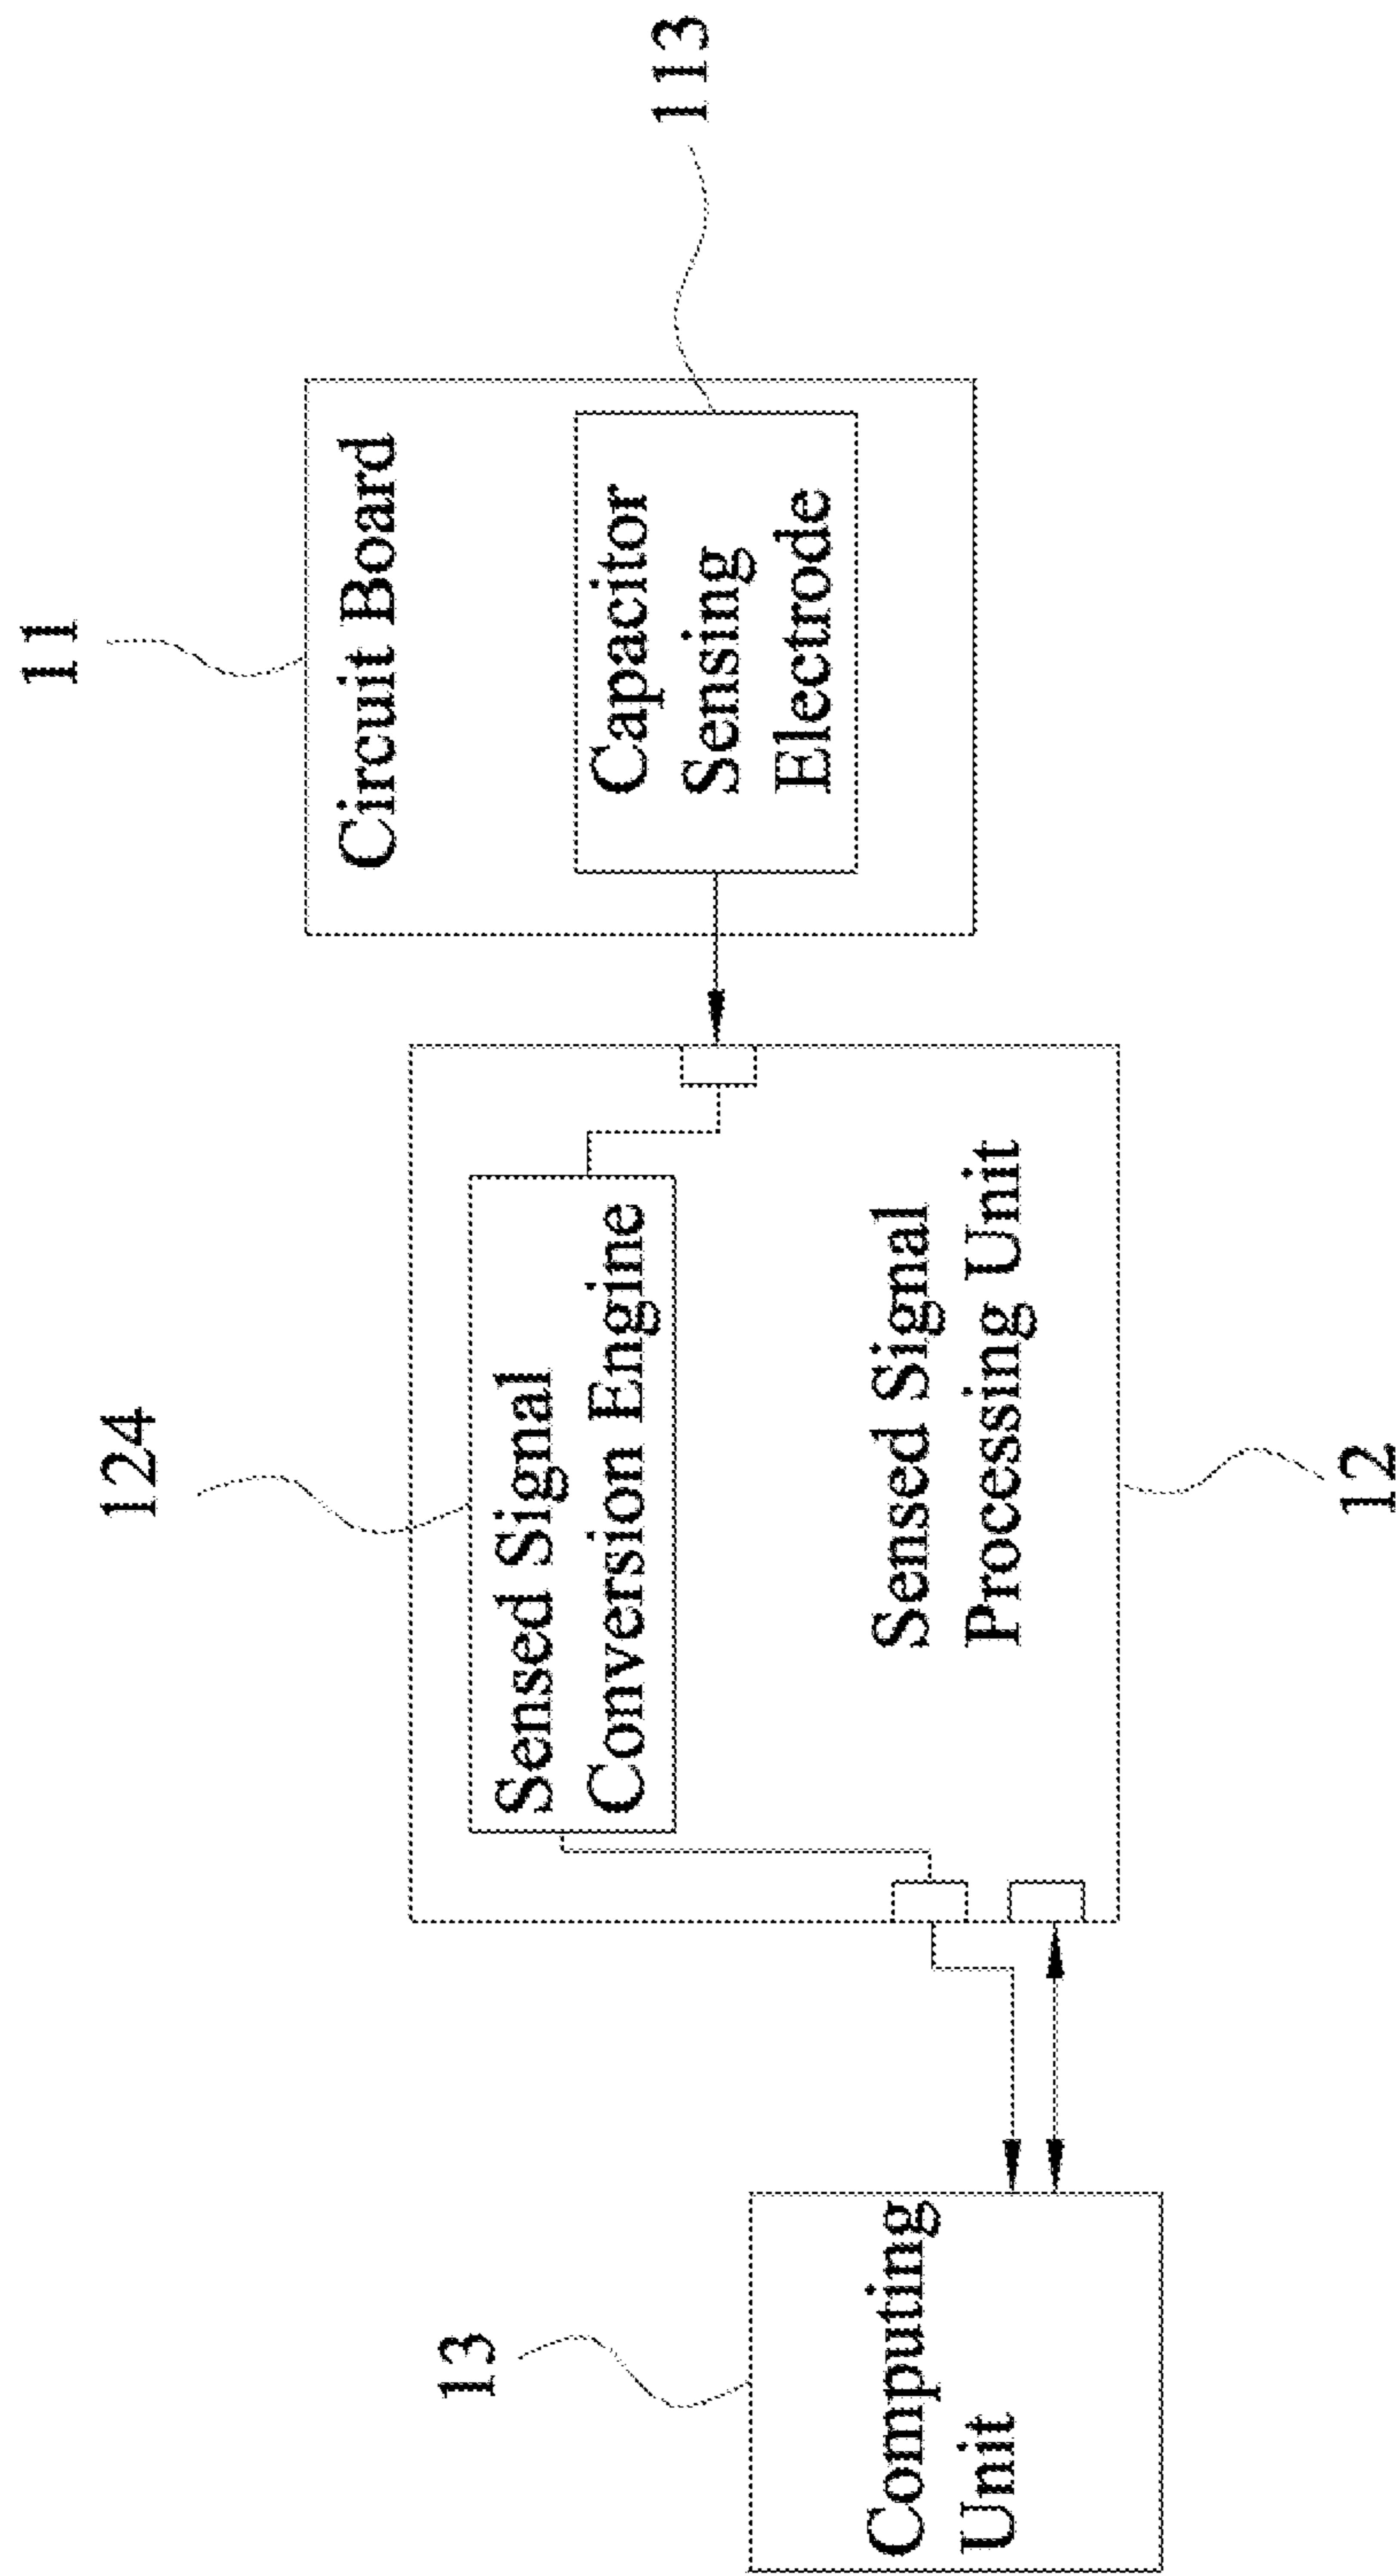 11
Circuit Board
Capacitor
Sensing
Electrode
113
124
Sensed Signal
Conversion Engine
Sensed Signal
Processing Unit
12
13
Computing
Unit